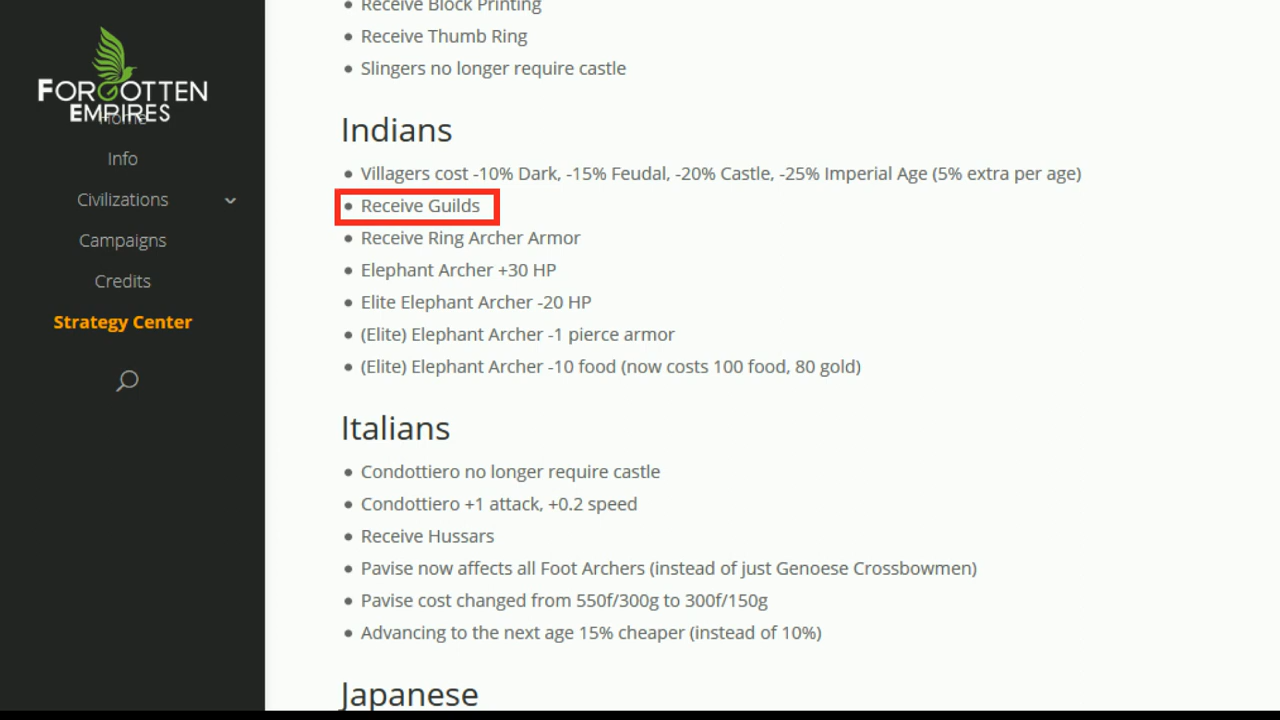 FORGOTTEN
EMPIRES
Home
Info
Civilizations
Campaigns
Credits
Strategy Center
Receive Block Printing
Receive Thumb Ring
Slingers no longer require castle
Indians
Villagers cost -10% Dark, -15% Feudal, -20% Castle, -25% Imperial Age (5% extra per age)
Receive Guilds
Receive Ring Archer Armor
Elephant Archer +30 HP
Elite Elephant Archer -20 HP
(Elite) Elephant Archer -1 pierce armor
(Elite) Elephant Archer -10 food (now costs 100 food, 80 gold)
Italians
Condottiero no longer require castle
Condottiero +1 attack, +0.2 speed
Receive Hussars
Pavise now affects all Foot Archers (instead of just Genoese Crossbowmen)
Pavise cost changed from 550f/300g to 300f/150g
Advancing to the next age 15% cheaper (instead of 10%)
Japanese